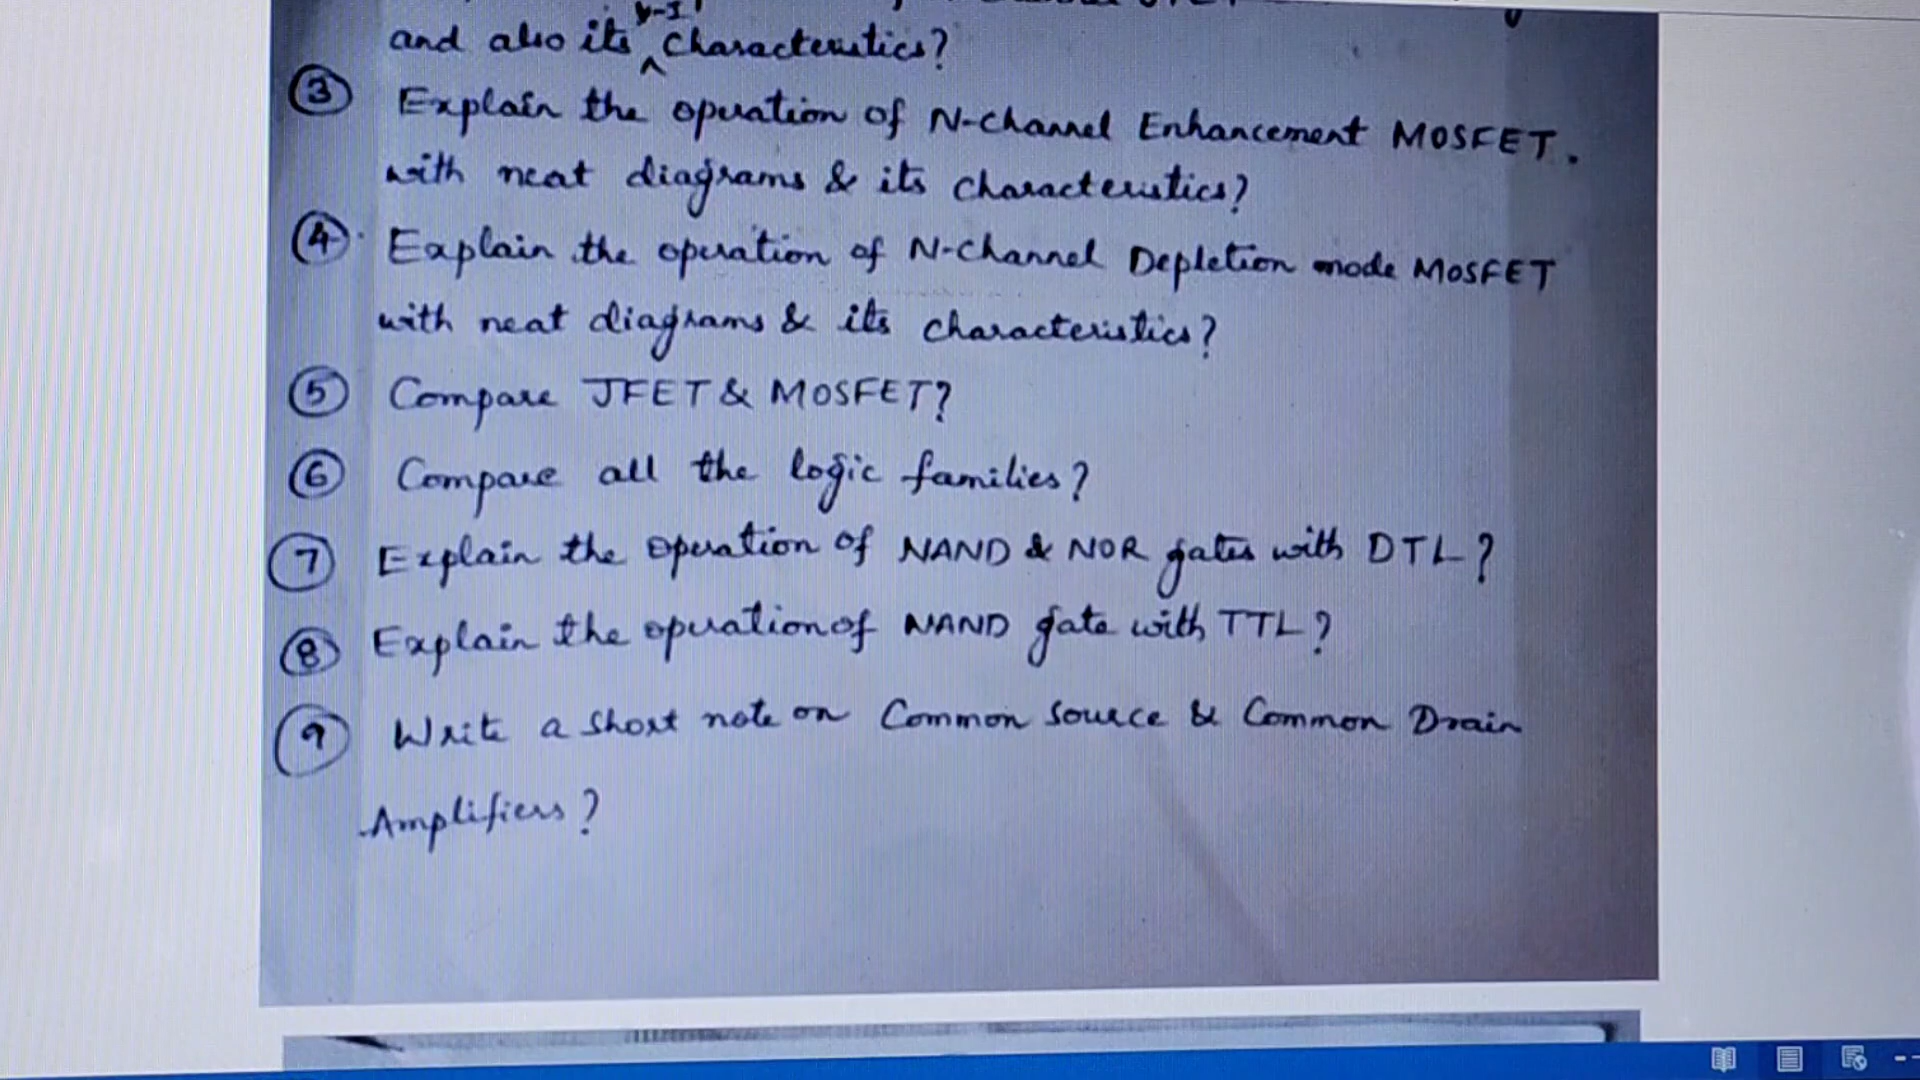 and also its V-I characteristics?
③ Explain the operation of N-channel Enhancement MOSFET.
with neat diagrams & its characteristics?
④ Explain the operation of N-channel Depletion mode MOSFET
with neat diagrams & its characteristics?
⑤ Compare JFET & MOSFET?
⑥ Compare all the logic families?
⑦ Explain the operation of NAND & NOR gates with DTL?
⑧ Explain the operation of NAND gate with TTL?
⑨ Write a short note on Common source & Common Drain
Amplifiers?